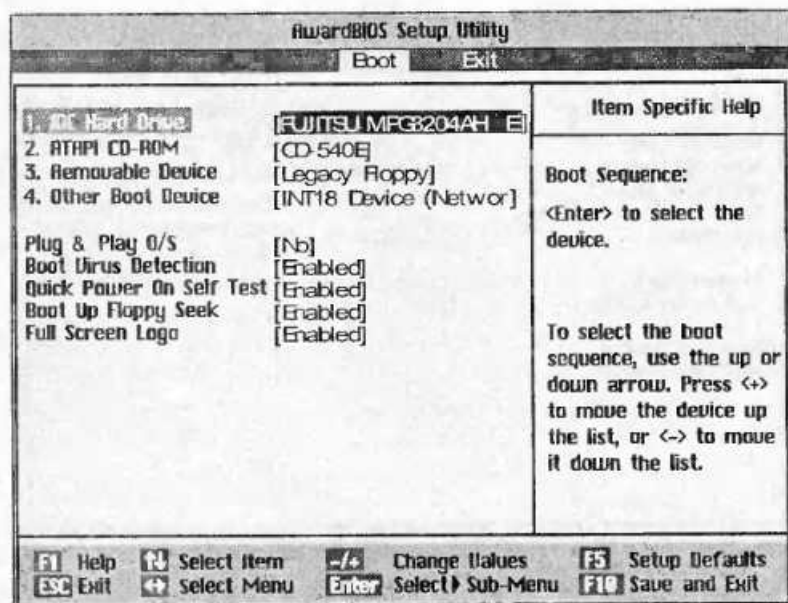 AwardBIOS Setup Utility
Boot Exit
1. IDE Hard Drive [FUJITSU MPG3204AH E]
2. ATAPI CD-ROM [CD-540E]
3. Removable Device [Legacy Floppy]
4. Other Boot Device [INT18 Device (Networ]
Plug & Play O/S [No]
Boot Virus Detection [Enabled]
Quick Power On Self Test [Enabled]
Boot Up Floppy Seek [Enabled]
Full Screen Logo [Enabled]
Item Specific Help
Boot Sequence:
<Enter> to select the
device.
To select the boot
sequence, use the up or
down arrow. Press <+>
to move the device up
the list, or <-> to move
it down the list.
F1 Help ↑↓ Select Item -/+ Change Values F5 Setup Defaults
ESC Exit ←→ Select Menu Enter Select▶Sub-Menu F10 Save and Exit